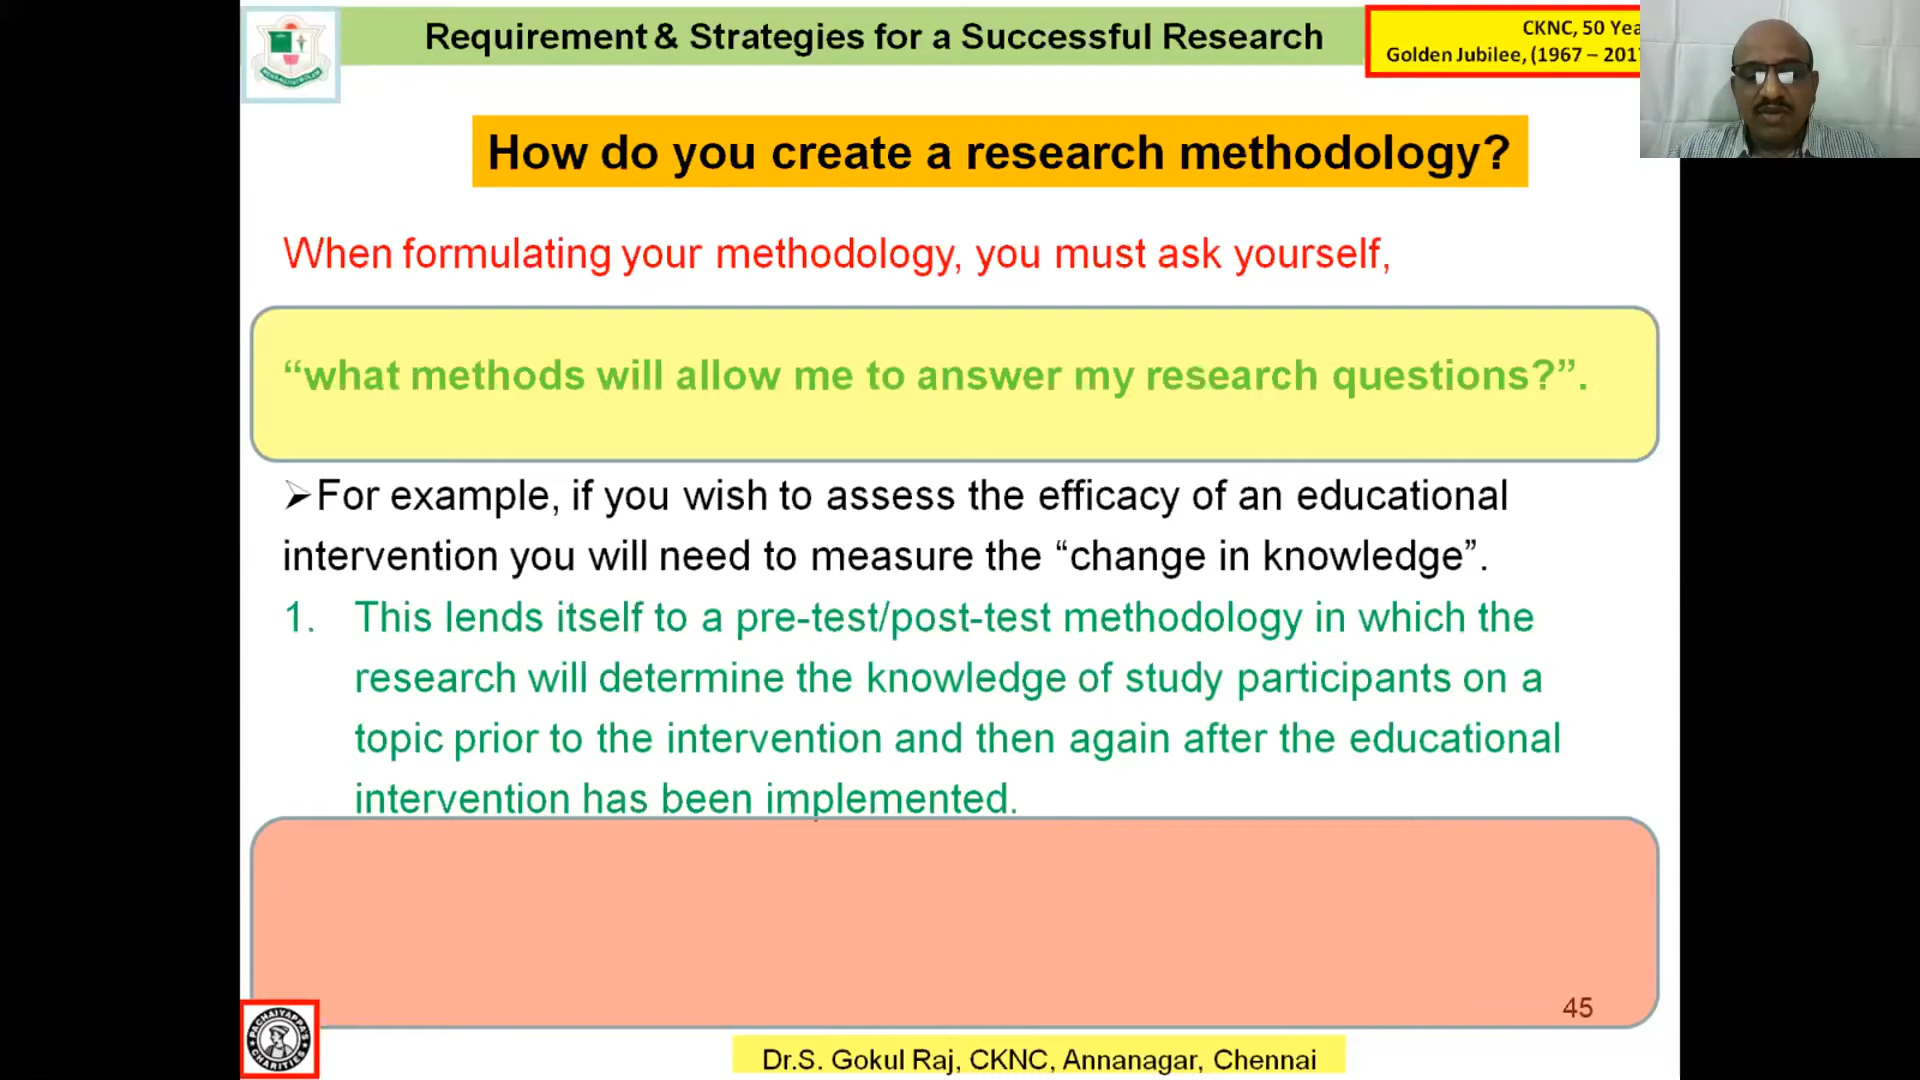 Requirement & Strategies for a Successful Research
CKNC, 50 Yea
Golden Jubilee, (1967 – 201
How do you create a research methodology?
When formulating your methodology, you must ask yourself,
“what methods will allow me to answer my research questions?”.
➢For example, if you wish to assess the efficacy of an educational
intervention you will need to measure the “change in knowledge”.
1. This lends itself to a pre-test/post-test methodology in which the
research will determine the knowledge of study participants on a
topic prior to the intervention and then again after the educational
intervention has been implemented.
45
PACHAIYAPPA'S
CHARITIES
Dr.S. Gokul Raj, CKNC, Annanagar, Chennai